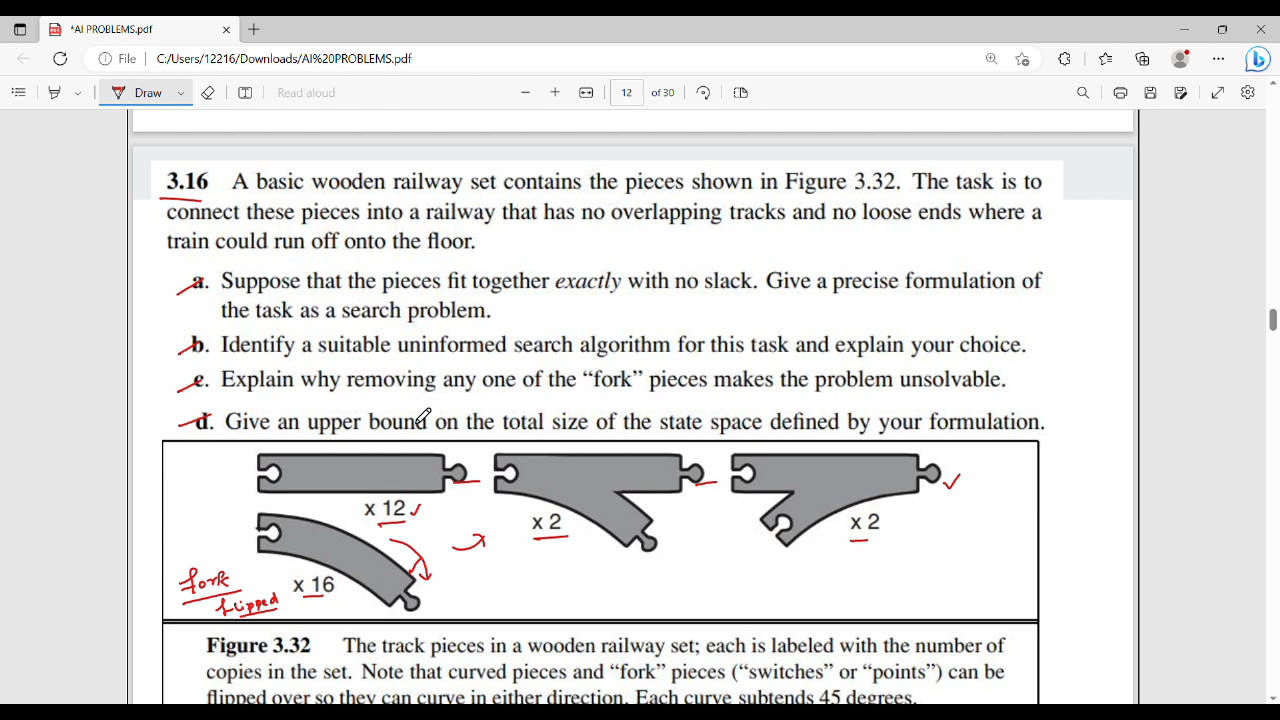 *AI PROBLEMS.pdf
File C:/Users/12216/Downloads/AI%20PROBLEMS.pdf
Draw Read aloud 12 of 30
3.16 A basic wooden railway set contains the pieces shown in Figure 3.32. The task is to
connect these pieces into a railway that has no overlapping tracks and no loose ends where a
train could run off onto the floor.
a. Suppose that the pieces fit together exactly with no slack. Give a precise formulation of
the task as a search problem.
b. Identify a suitable uninformed search algorithm for this task and explain your choice.
c. Explain why removing any one of the “fork” pieces makes the problem unsolvable.
d. Give an upper bound on the total size of the state space defined by your formulation.
x 12
x 2
x 2
x 16
fork
flipped
Figure 3.32 The track pieces in a wooden railway set; each is labeled with the number of
copies in the set. Note that curved pieces and “fork” pieces (“switches” or “points”) can be
flipped over so they can curve in either direction. Each curve subtends 45 degrees.